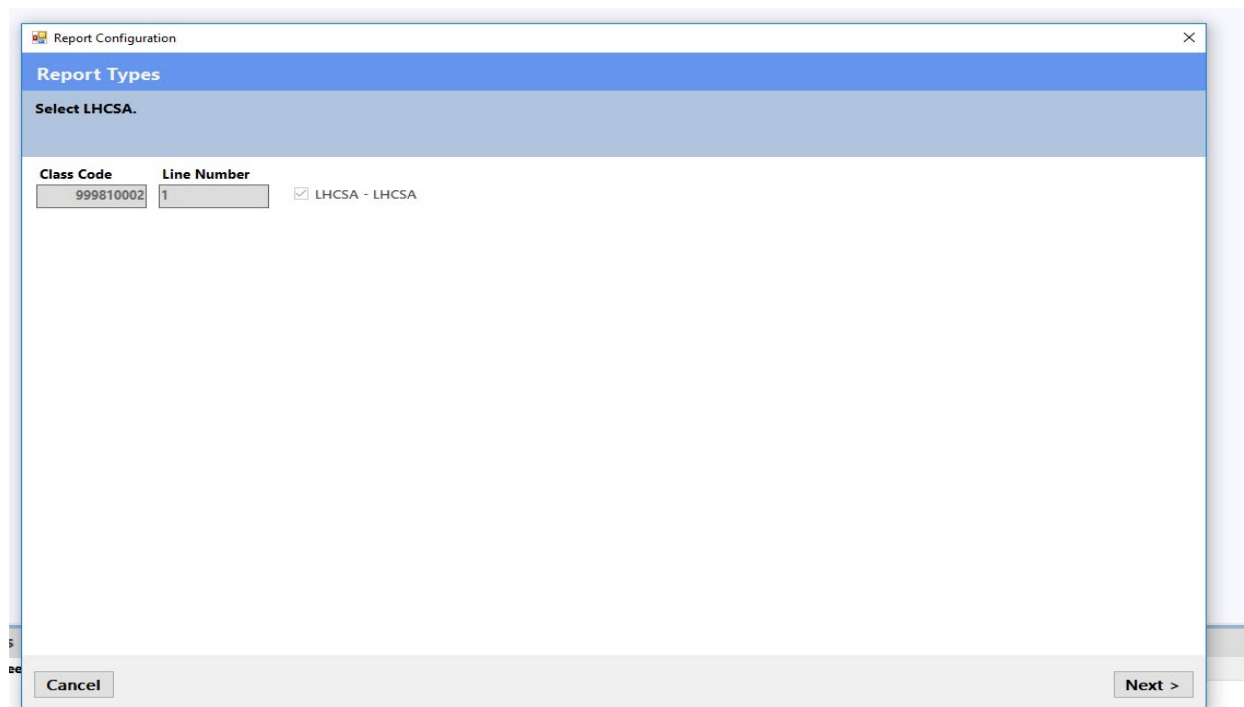 Report Configuration
Report Types
Select LHCSA.
Class Code Line Number
999810002 1 LHCSA - LHCSA
Cancel Next >